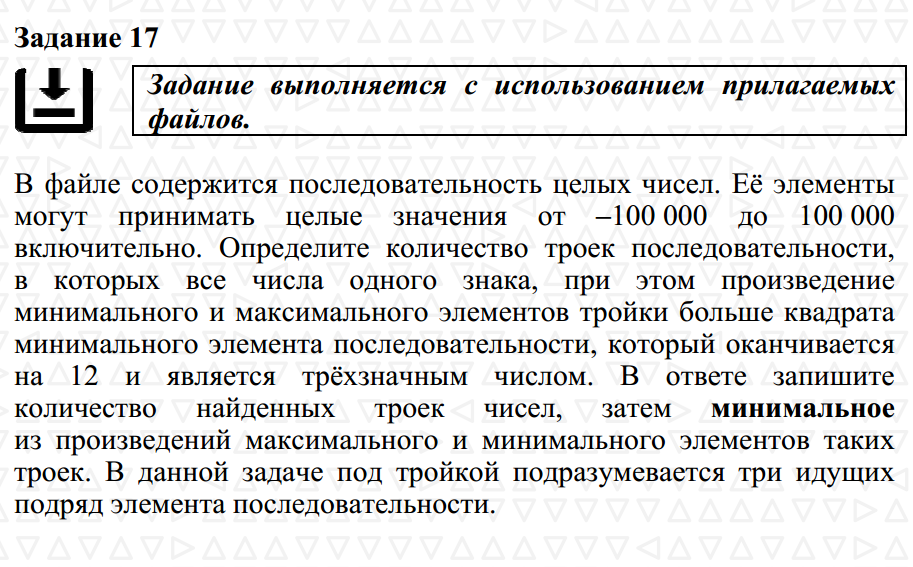 Задание 17
Задание выполняется с использованием прилагаемых
файлов.
В файле содержится последовательность целых чисел. Её элементы
могут принимать целые значения от –100 000 до 100 000
включительно. Определите количество троек последовательности,
в которых все числа одного знака, при этом произведение
минимального и максимального элементов тройки больше квадрата
минимального элемента последовательности, который оканчивается
на 12 и является трёхзначным числом. В ответе запишите
количество найденных троек чисел, затем минимальное
из произведений максимального и минимального элементов таких
троек. В данной задаче под тройкой подразумевается три идущих
подряд элемента последовательности.